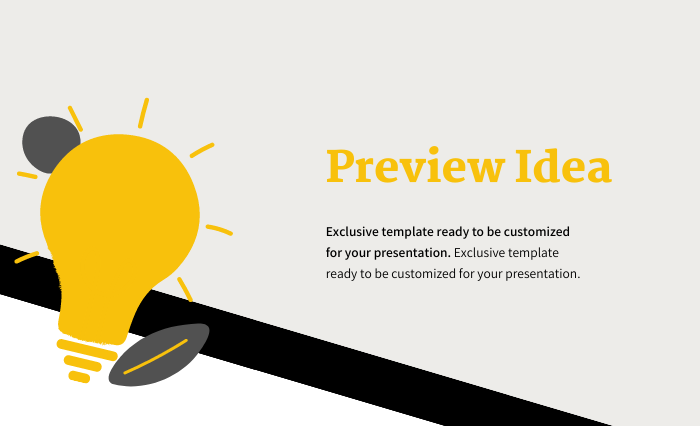 Preview Idea
Exclusive template ready to be customized
for your presentation. Exclusive template
ready to be customized for your presentation.